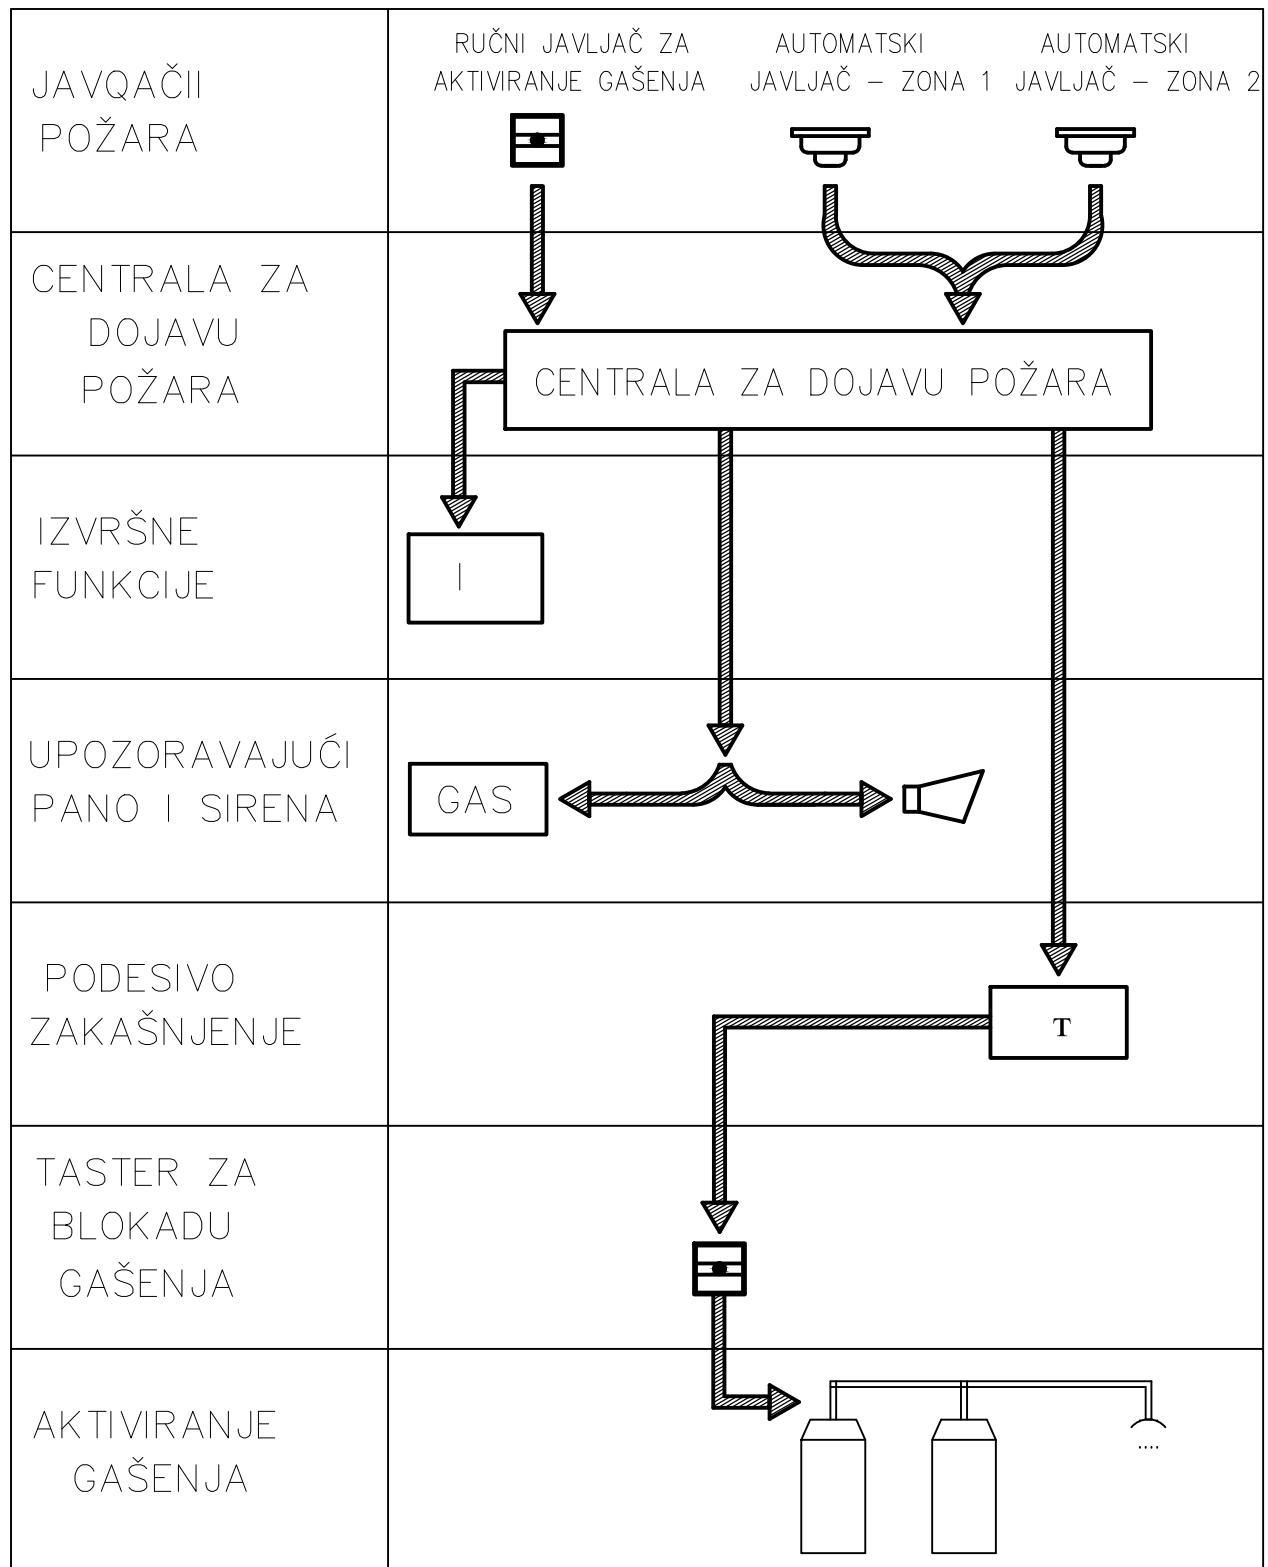 JAVQAČII
POŽARA
RUČNI JAVLJAČ ZA
AKTIVIRANJE GAŠENJA
AUTOMATSKI
JAVLJAČ – ZONA 1
AUTOMATSKI
JAVLJAČ – ZONA 2
CENTRALA ZA
DOJAVU
POŽARA
CENTRALA ZA DOJAVU POŽARA
IZVRŠNE
FUNKCIJE
I
UPOZORAVAJUĆI
PANO I SIRENA
GAS
PODESIVO
ZAKAŠNJENJE
T
TASTER ZA
BLOKADU
GAŠENJA
AKTIVIRANJE
GAŠENJA